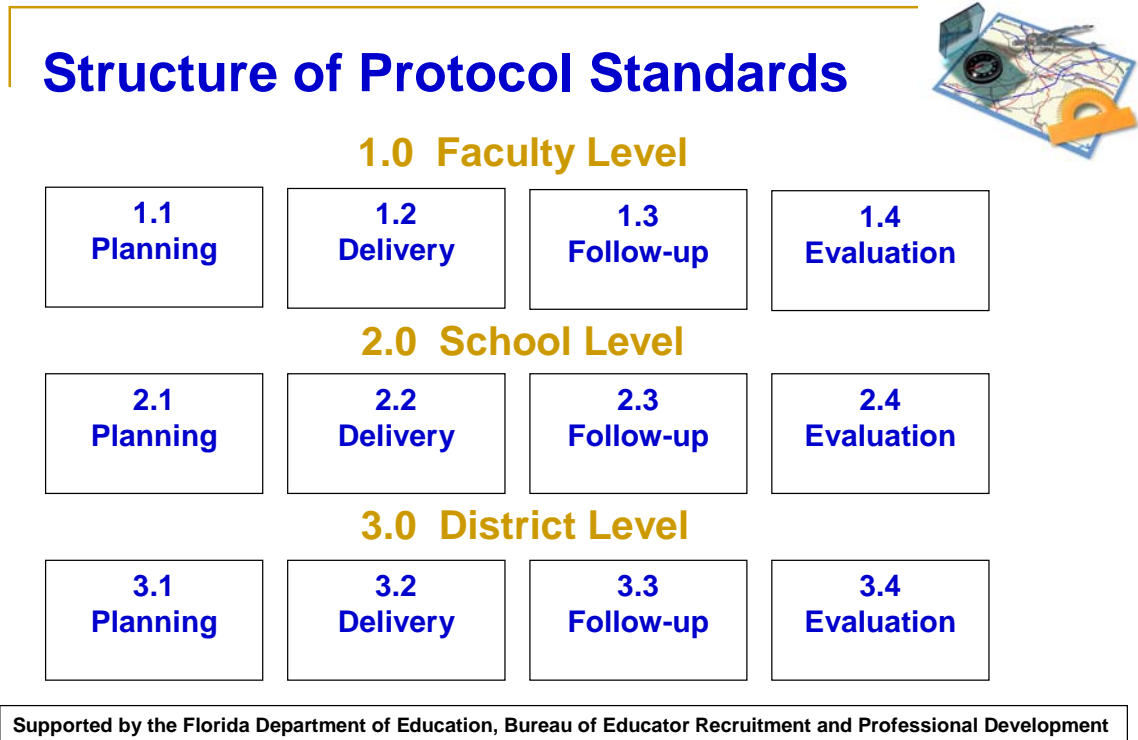 Structure of Protocol Standards
1.0 Faculty Level
1.1
Planning
1.2
Delivery
1.3
Follow-up
1.4
Evaluation
2.0 School Level
2.1
Planning
2.2
Delivery
2.3
Follow-up
2.4
Evaluation
3.0 District Level
3.1
Planning
3.2
Delivery
3.3
Follow-up
3.4
Evaluation
Supported by the Florida Department of Education, Bureau of Educator Recruitment and Professional Development